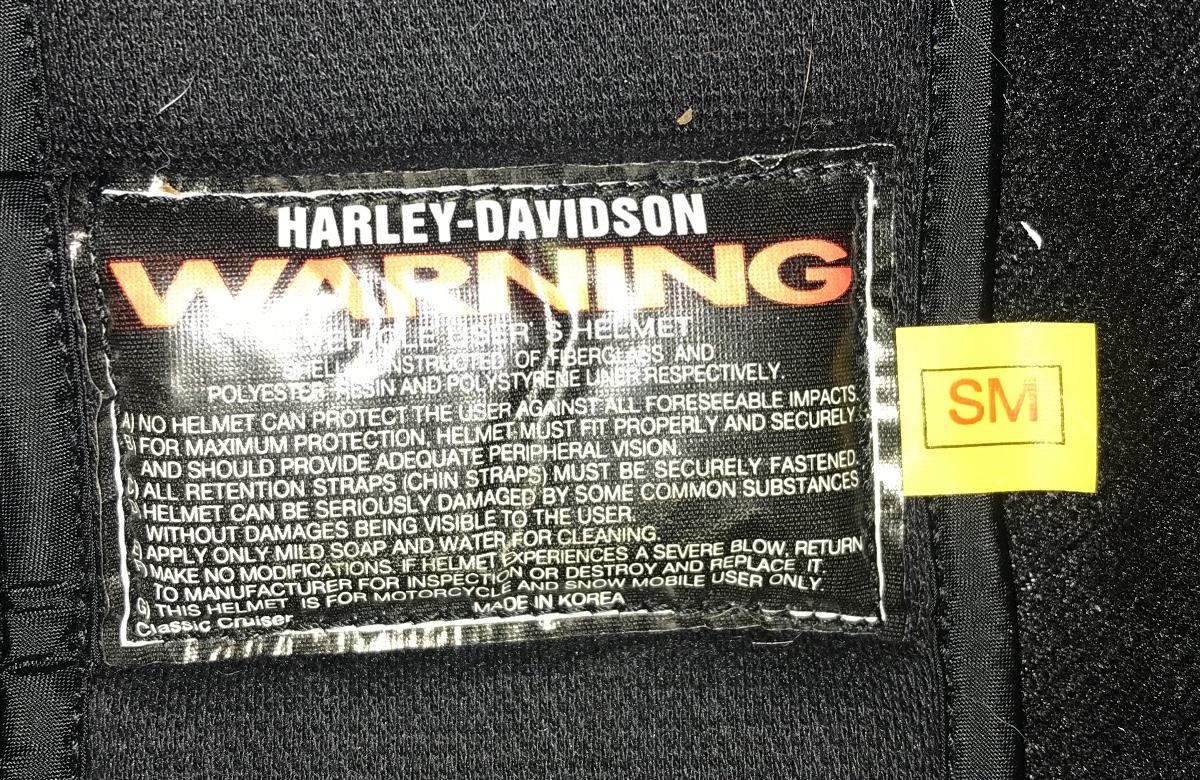 HARLEY-DAVIDSON
WARNING
USER'S HELMET
OF FIBERGLASS AND
POLYESTER RESIN AND POLYSTYRENE LINER RESPECTIVELY
A) NO HELMET CAN PROTECT THE USER AGAINST ALL FORESEEABLE IMPACTS.
B) FOR MAXIMUM PROTECTION, HELMET MUST FIT PROPERLY AND SECURELY
AND SHOULD PROVIDE ADEQUATE PERIPHERAL VISION.
C) ALL RETENTION STRAPS (CHIN STRAPS) MUST BE SECURELY FASTENED.
D) HELMET CAN BE SERIOUSLY DAMAGED BY SOME COMMON SUBSTANCES
WITHOUT DAMAGES BEING VISIBLE TO THE USER.
E) APPLY ONLY MILD SOAP AND WATER FOR CLEANING.
F) MAKE NO MODIFICATIONS. IF HELMET EXPERIENCES A SEVERE BLOW, RETURN
TO MANUFACTURER FOR INSPECTION OR DESTROY AND REPLACE IT.
G) THIS HELMET IS FOR MOTORCYCLE AND SNOW MOBILE USER ONLY.
MADE IN KOREA
Classic Cruiser
SM